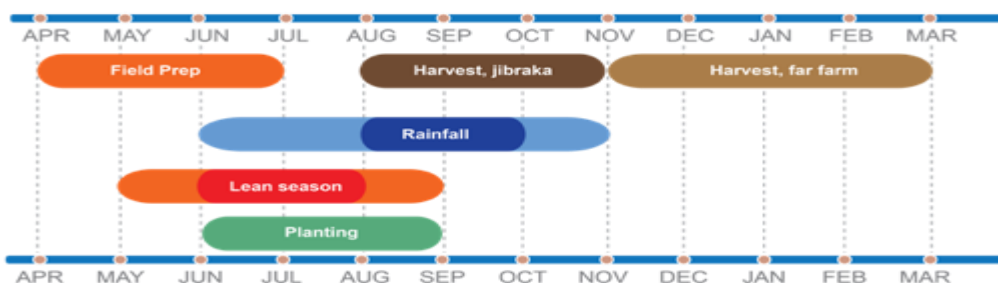 APR MAY JUN JUL AUG SEP OCT NOV DEC JAN FEB MAR
Field Prep Harvest, jibraka Harvest, far farm
Rainfall
Lean season
Planting
APR MAY JUN JUL AUG SEP OCT NOV DEC JAN FEB MAR